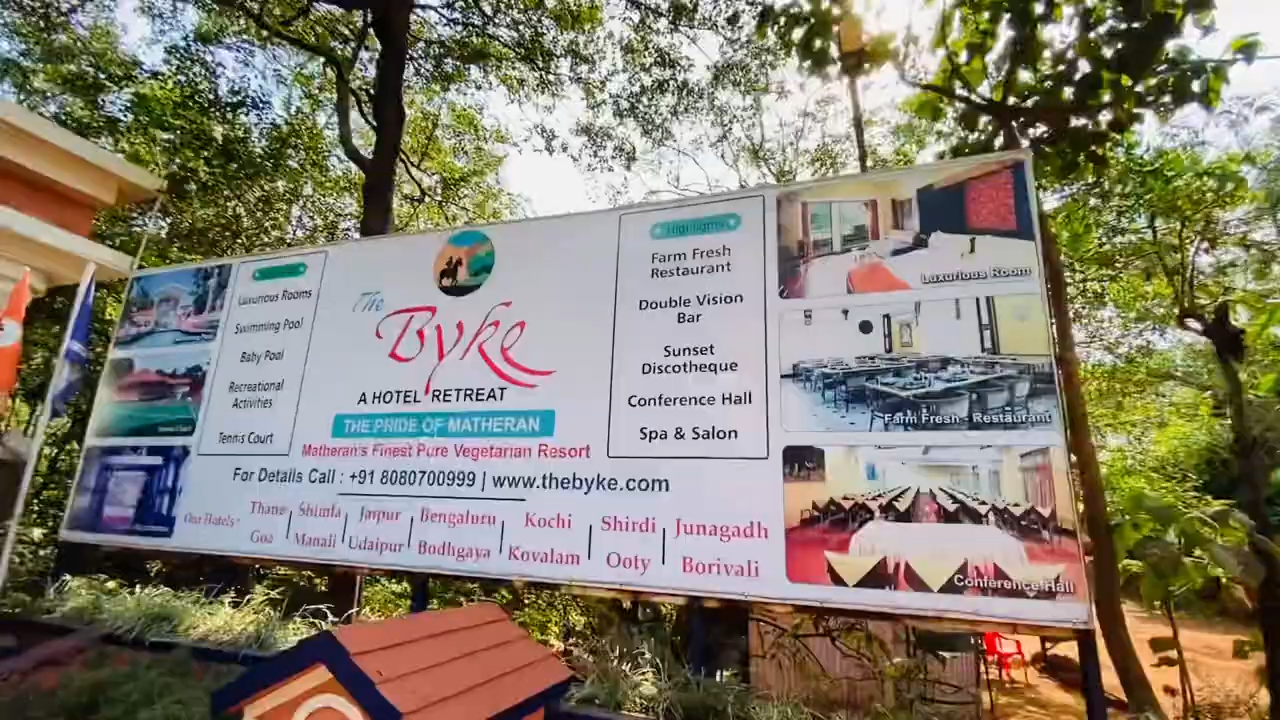 Luxurious Rooms
Swimming Pool
Baby Pool
Recreational
Activities
Tennis Court
The
Byke
A HOTEL RETREAT
THE PRIDE OF MATHERAN
Matheran's Finest Pure Vegetarian Resort
For Details Call : +91 8080700999 | www.thebyke.com
Our Hotels
Thane | Shimla | Jaipur | Bengaluru | Kochi | Shirdi | Junagadh
Goa | Manali | Udaipur | Bodhgaya | Kovalam | Ooty | Borivali
Highlights
Farm Fresh
Restaurant
Double Vision
Bar
Sunset
Discotheque
Conference Hall
Spa & Salon
Luxurious Room
Farm Fresh - Restaurant
Conference Hall